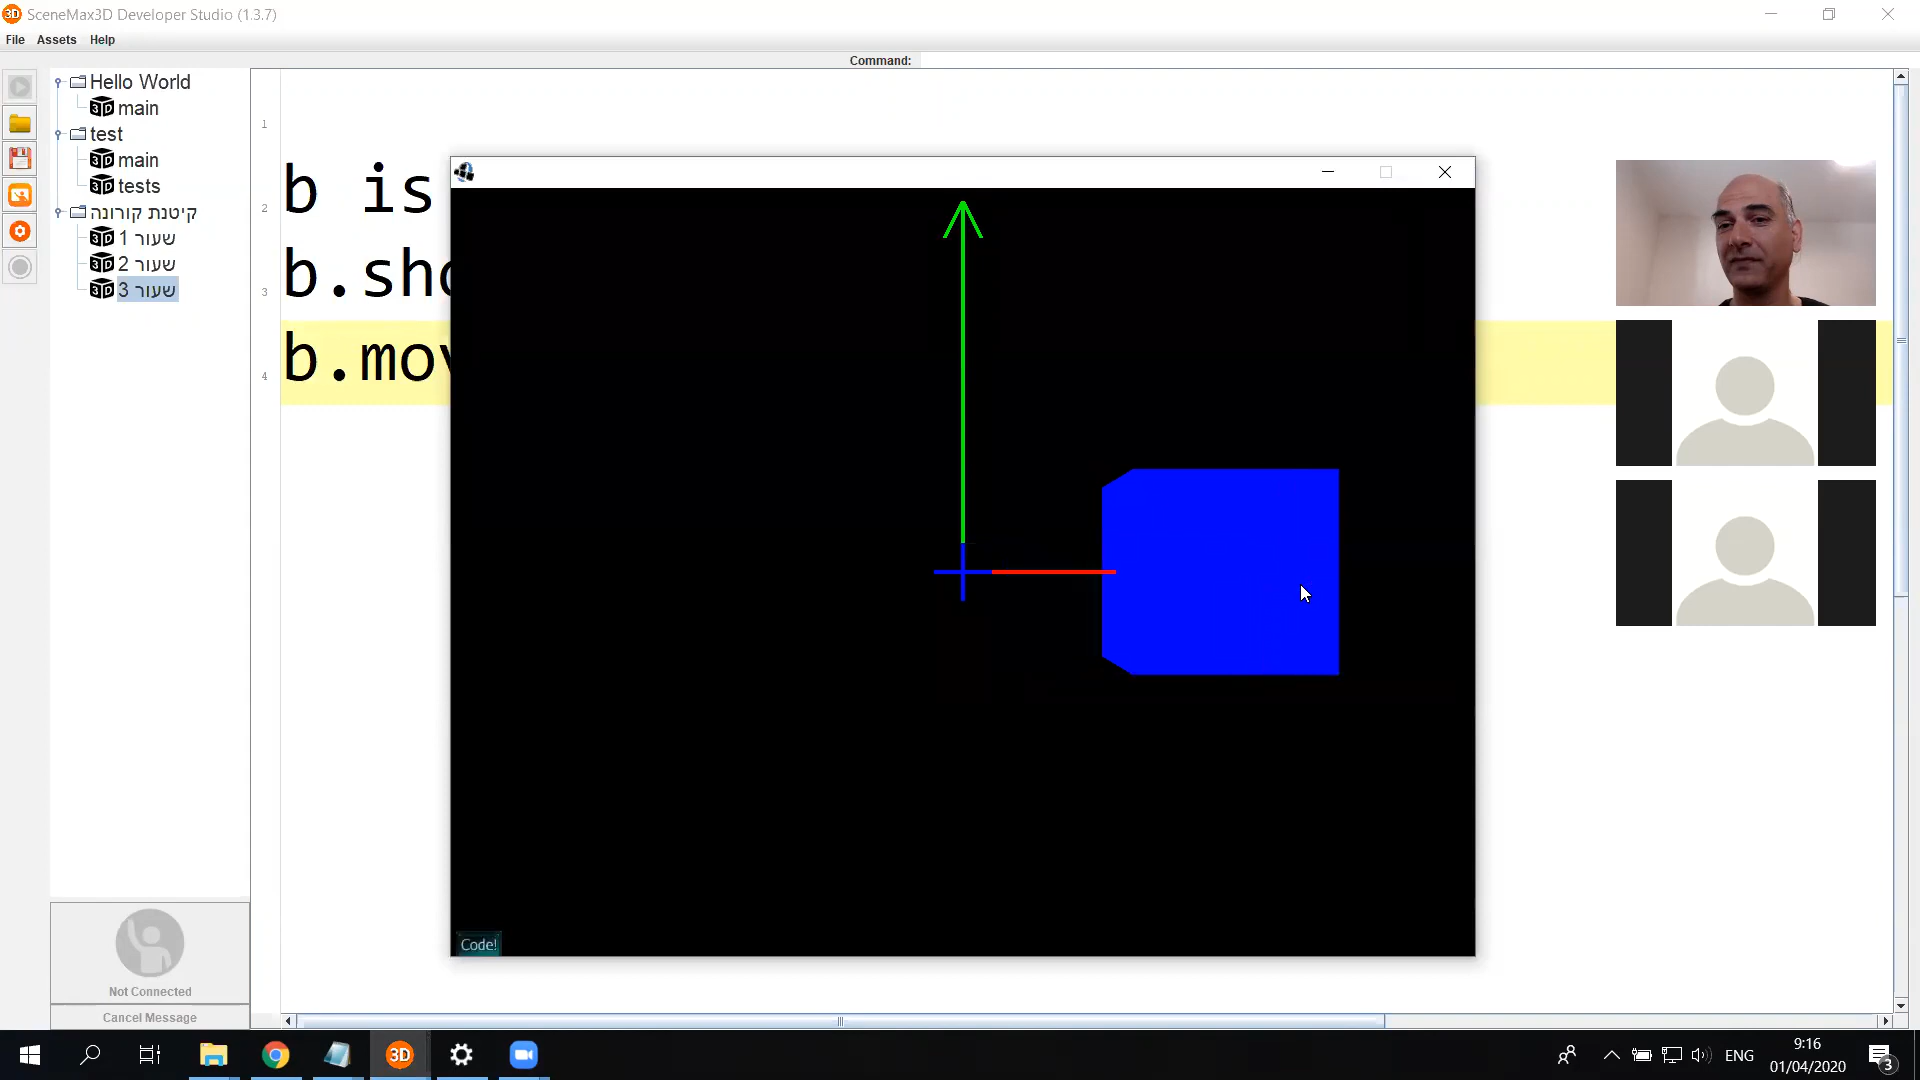 SceneMax3D Developer Studio (1.3.7)
File Assets Help
Command:
Hello World
main
test
main
tests
קיטנת קורונה
שעור 1
שעור 2
שעור 3
1
2
3
4
b is
b.sho
b.mov
Code!
Not Connected
Cancel Message
3D
ENG
9:16
01/04/2020
3